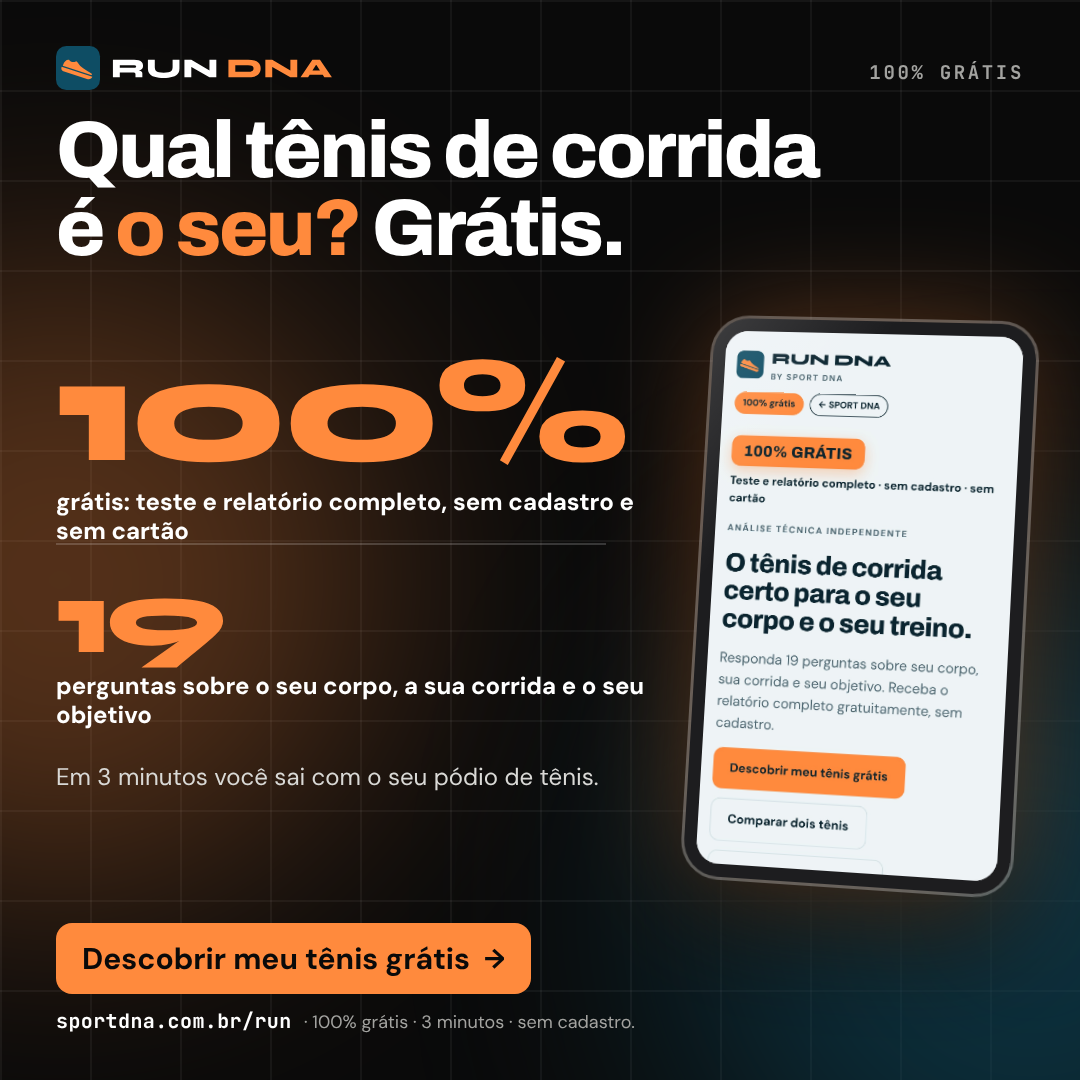 RUN DNA
100% GRÁTIS
Qual tênis de corrida
é o seu? Grátis.
100%
grátis: teste e relatório completo, sem cadastro e
sem cartão
19
perguntas sobre o seu corpo, a sua corrida e o seu
objetivo
Em 3 minutos você sai com o seu pódio de tênis.
RUN DNA
BY SPORT DNA
100% grátis
← SPORT DNA
100% GRÁTIS
Teste e relatório completo · sem cadastro · sem
cartão
ANÁLISE TÉCNICA INDEPENDENTE
O tênis de corrida
certo para o seu
corpo e o seu treino.
Responda 19 perguntas sobre seu corpo,
sua corrida e seu objetivo. Receba o
relatório completo gratuitamente, sem
cadastro.
Descobrir meu tênis grátis
Comparar dois tênis
Descobrir meu tênis grátis →
sportdna.com.br/run · 100% grátis · 3 minutos · sem cadastro.